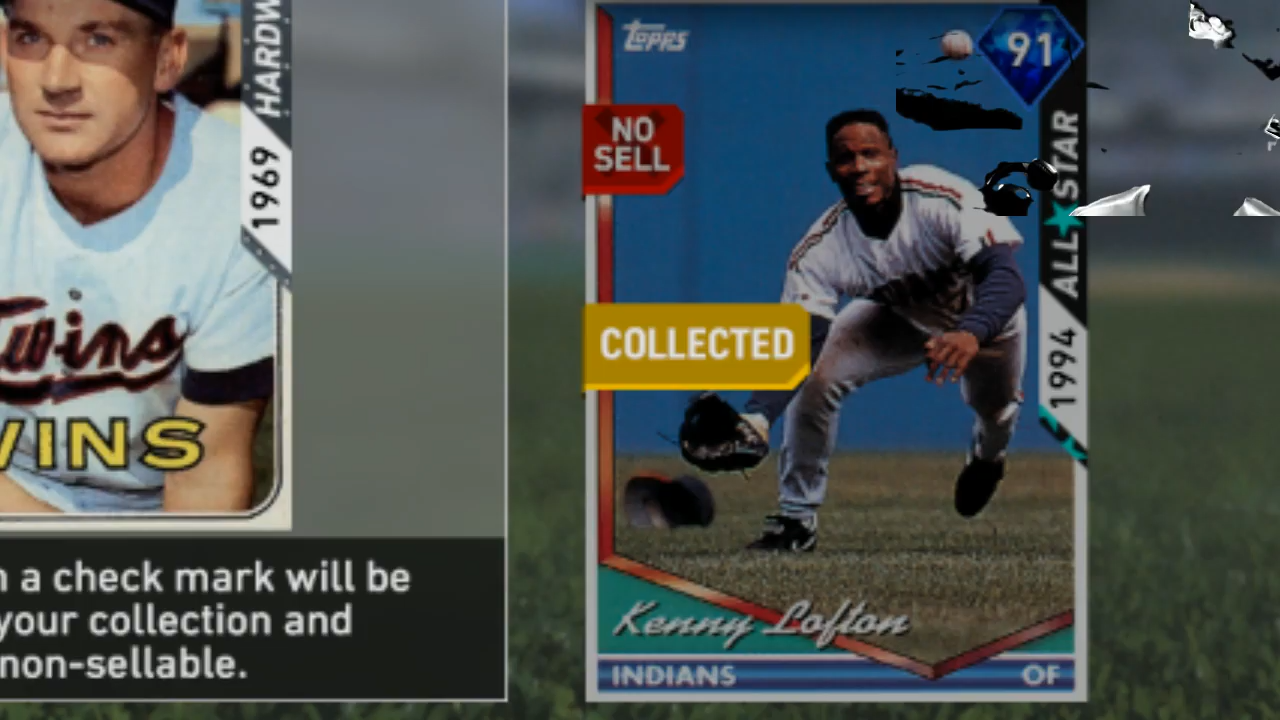 HARDW
1969
Twins
WINS
n a check mark will be
your collection and
non-sellable.
Topps
91
NO
SELL
COLLECTED
ALL STAR
1994
Kenny Lofton
INDIANS
OF